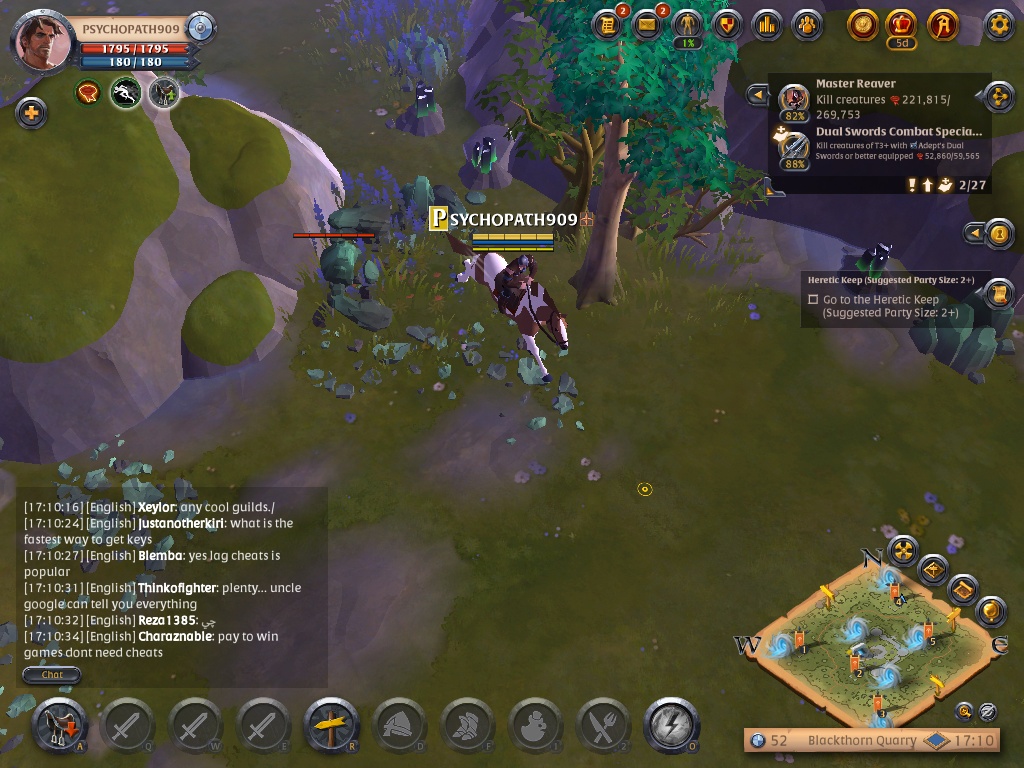 PSYCHOPATH909
1795/1795
180/180
2
2
1%
5d
Master Reaver
Kill creatures 221,815/
269,753
82%
Dual Swords Combat Specia...
Kill creatures of T3+ with Adept's Dual
Swords or better equipped 52,860/59,565
88%
2/27
PSYCHOPATH909
Heretic Keep (Suggested Party Size: 2+)
Go to the Heretic Keep
(Suggested Party Size: 2+)
[17:10:16] [English] Xeylor: any cool guilds./
[17:10:24] [English] Justanotherkiri: what is the
fastest way to get keys
[17:10:27] [English] Blemba: yes lag cheats is
popular
[17:10:31] [English] Thinkofighter: plenty... uncle
google can tell you everything
[17:10:32] [English] Reza1385: چي
[17:10:34] [English] Charaznable: pay to win
games dont need cheats
Chat
N
W
E
4
1
5
2
3
A
Q
W
E
R
D
F
1
2
O
52
Blackthorn Quarry
17:10